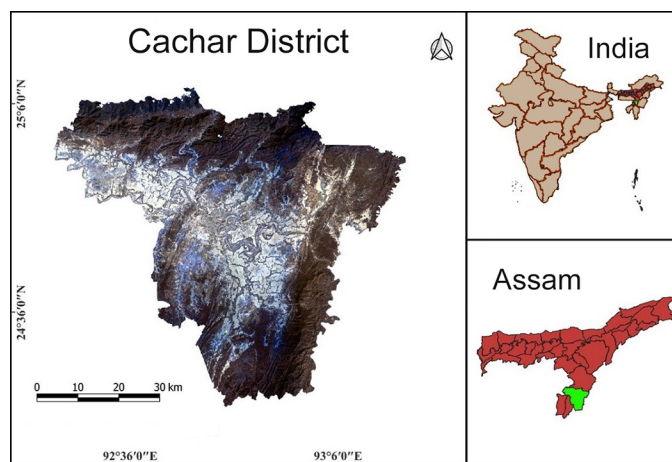 Cachar District
India
25°6'0"N
24°36'0"N
Assam
0 10 20 30 km
92°36'0"E 93°6'0"E